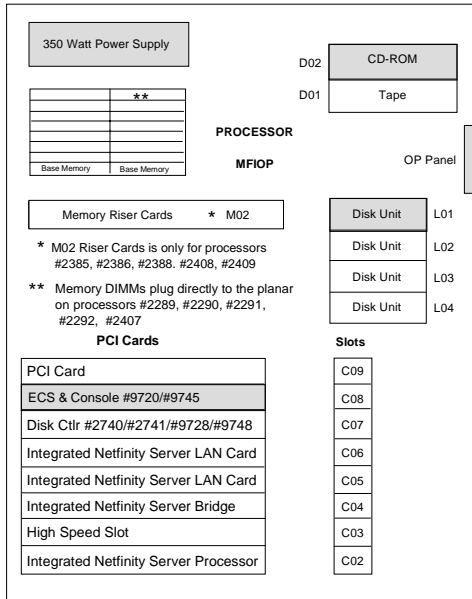 350 Watt Power Supply
D02 CD-ROM
D01 Tape
**
PROCESSOR
MFIOP
OP Panel
Base Memory Base Memory
Memory Riser Cards * M02
Disk Unit L01
Disk Unit L02
Disk Unit L03
Disk Unit L04
* M02 Riser Cards is only for processors
#2385, #2386, #2388. #2408, #2409
** Memory DIMMs plug directly to the planar
on processors #2289, #2290, #2291,
#2292, #2407
PCI Cards Slots
PCI Card C09
ECS & Console #9720/#9745 C08
Disk Ctlr #2740/#2741/#9728/#9748 C07
Integrated Netfinity Server LAN Card C06
Integrated Netfinity Server LAN Card C05
Integrated Netfinity Server Bridge C04
High Speed Slot C03
Integrated Netfinity Server Processor C02